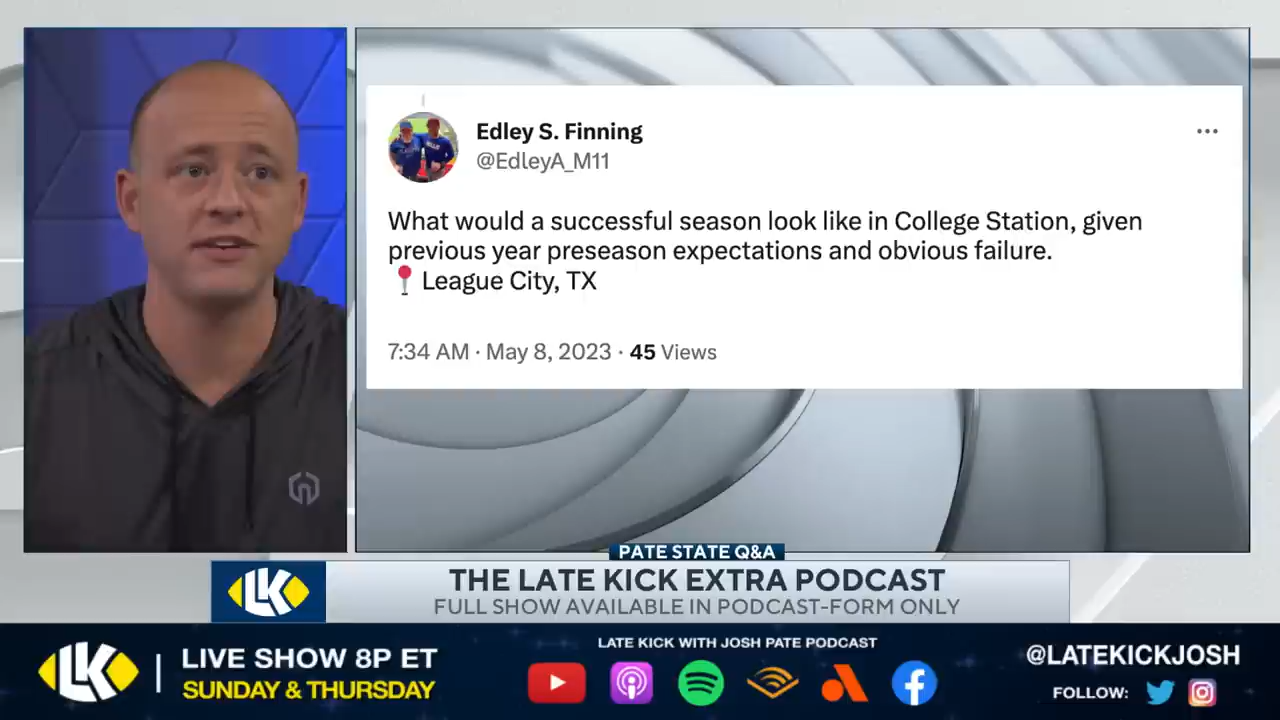 Edley S. Finning
@EdleyA_M11
What would a successful season look like in College Station, given
previous year preseason expectations and obvious failure.
📍 League City, TX
7:34 AM · May 8, 2023 · 45 Views
PATE STATE Q&A
LK
THE LATE KICK EXTRA PODCAST
FULL SHOW AVAILABLE IN PODCAST-FORM ONLY
LK
LIVE SHOW 8P ET
SUNDAY & THURSDAY
LATE KICK WITH JOSH PATE PODCAST
@LATEKICKJOSH
FOLLOW: